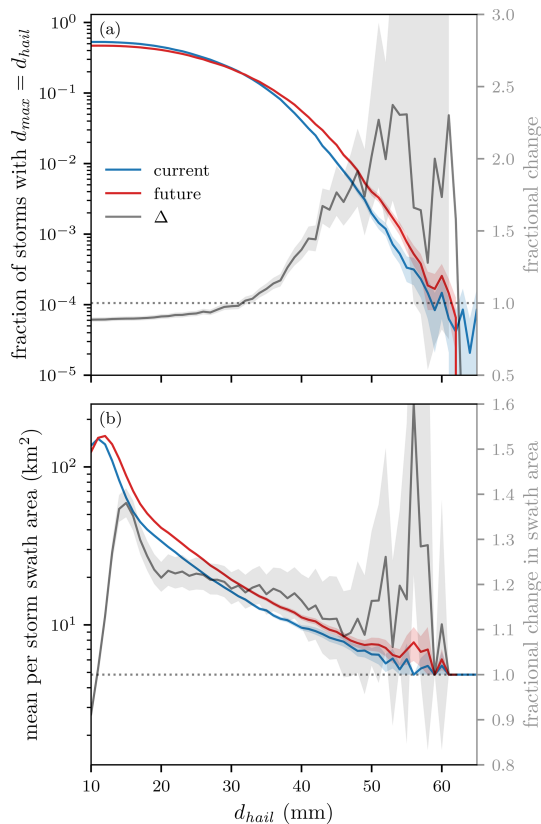 (a)
fraction of storms with d_max = d_hail
10^0
10^−1
10^−2
10^−3
10^−4
10^−5
current
future
Δ
3.0
2.5
2.0
1.5
1.0
0.5
fractional change
(b)
mean per storm swath area (km^2)
10^2
10^1
1.6
1.5
1.4
1.3
1.2
1.1
1.0
0.9
0.8
fractional change in swath area
10 20 30 40 50 60
d_hail (mm)